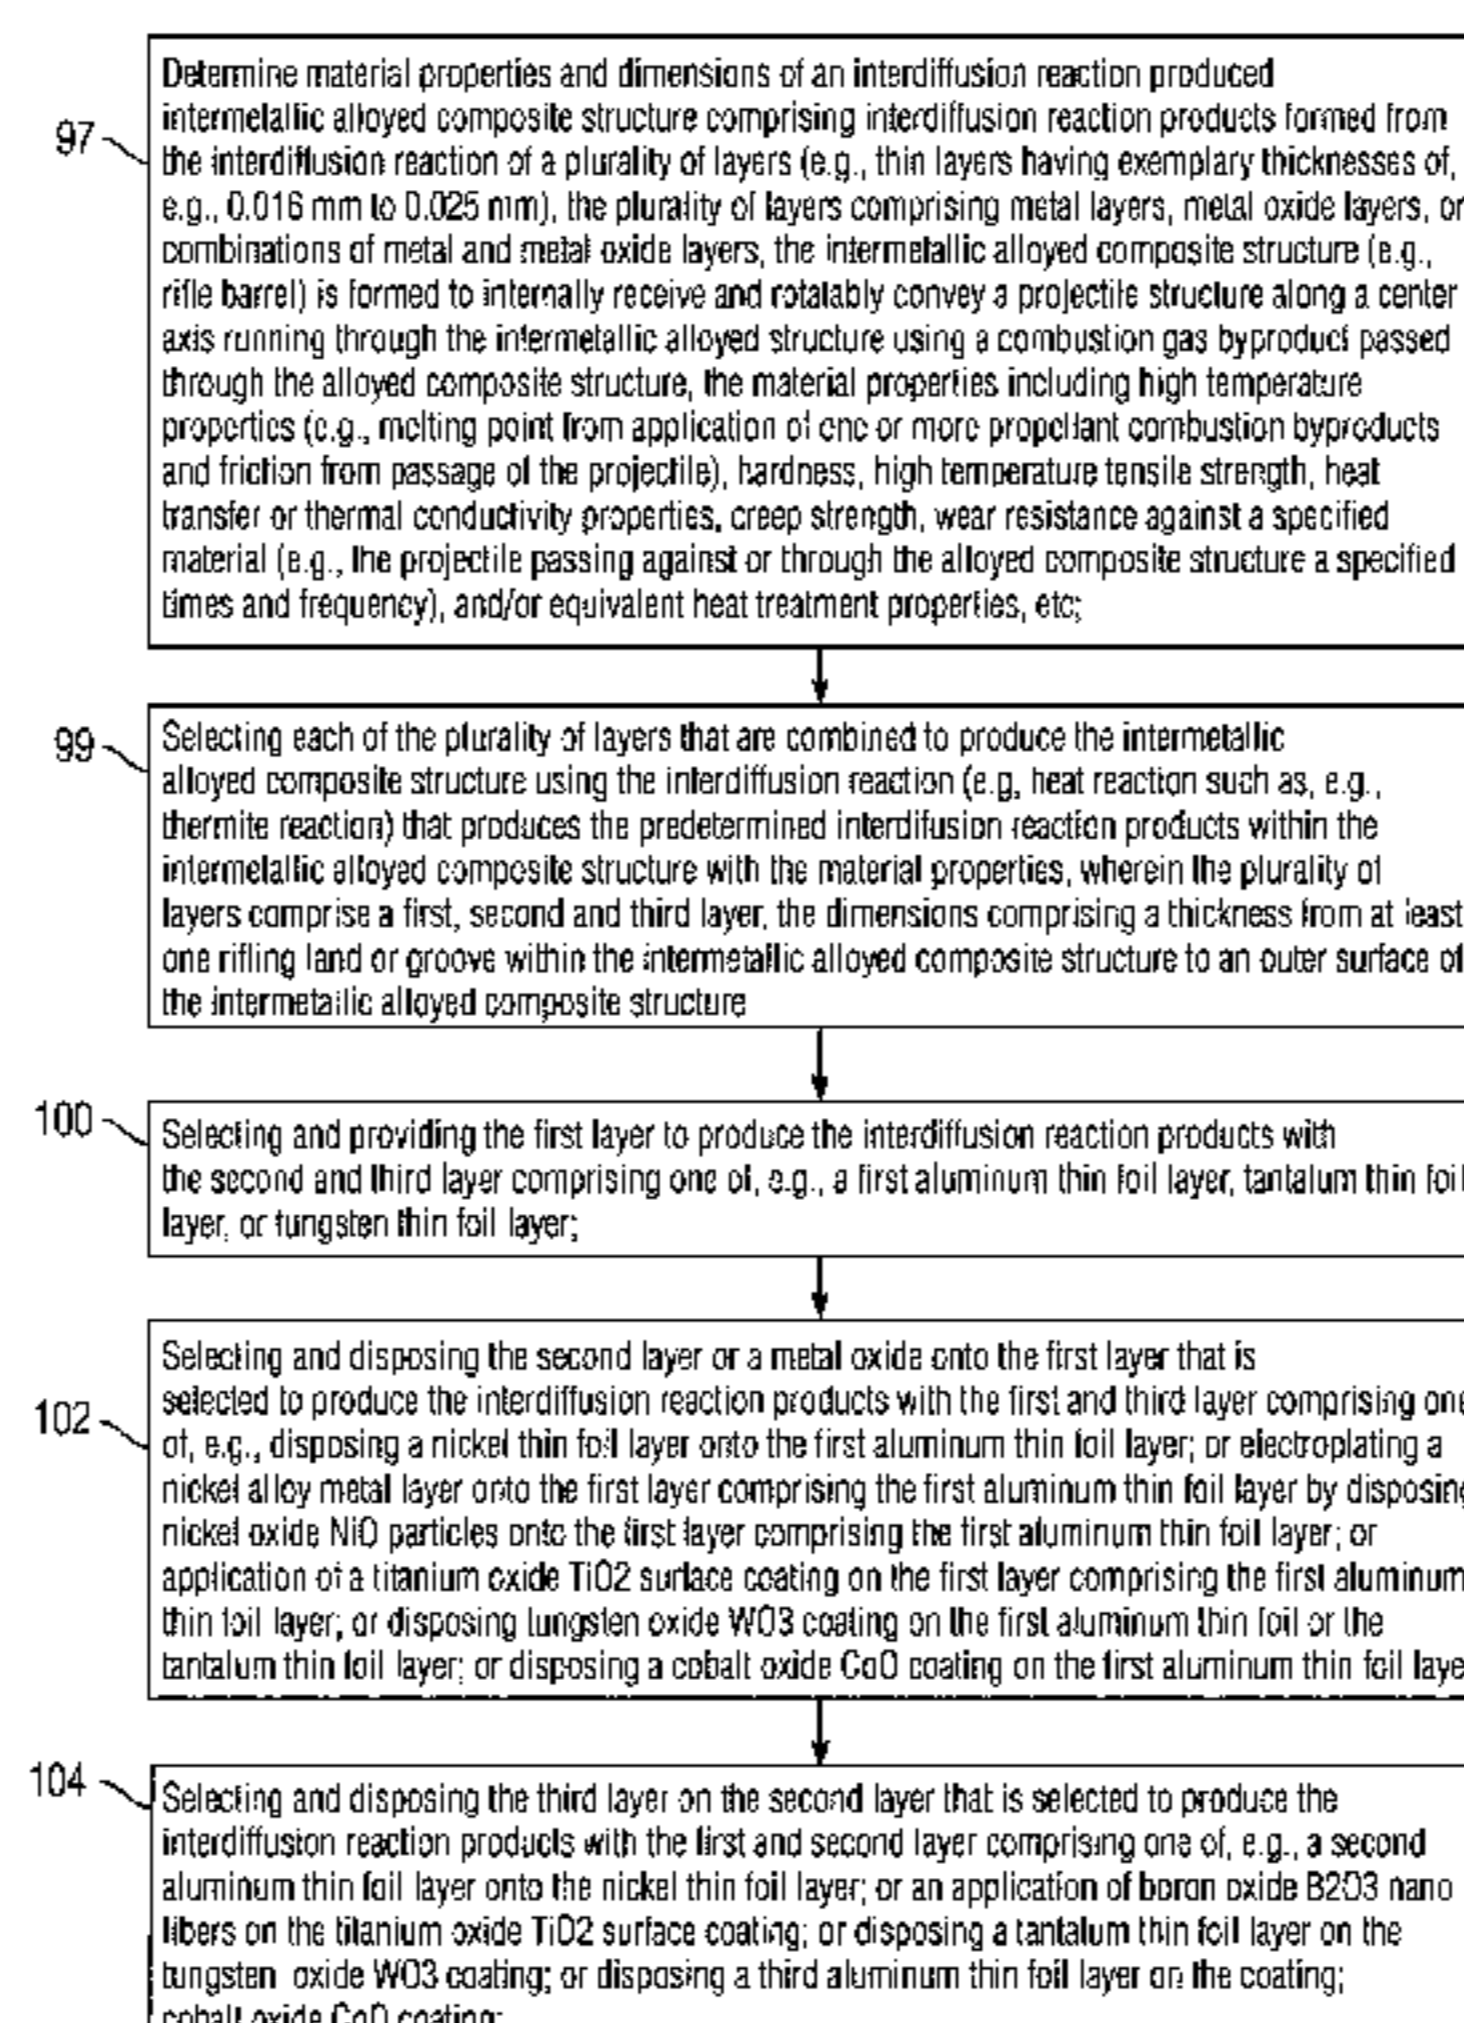 97
Determine material properties and dimensions of an interdiffusion reaction produced
intermetallic alloyed composite structure comprising interdiffusion reaction products formed from
the interdiffusion reaction of a plurality of layers (e.g., thin layers having exemplary thicknesses of,
e.g., 0.016 mm to 0.025 mm), the plurality of layers comprising metal layers, metal oxide layers, or
combinations of metal and metal oxide layers, the intermetallic alloyed composite structure (e.g.,
rifle barrel) is formed to internally receive and rotatably convey a projectile structure along a center
axis running through the intermetallic alloyed structure using a combustion gas byproduct passed
through the alloyed composite structure, the material properties including high temperature
properties (e.g., melting point from application of one or more propellant combustion byproducts
and friction from passage of the projectile), hardness, high temperature tensile strength, heat
transfer or thermal conductivity properties, creep strength, wear resistance against a specified
material (e.g., the projectile passing against or through the alloyed composite structure a specified
times and frequency), and/or equivalent heat treatment properties, etc;
99
Selecting each of the plurality of layers that are combined to produce the intermetallic
alloyed composite structure using the interdiffusion reaction (e.g, heat reaction such as, e.g.,
thermite reaction) that produces the predetermined interdifusion reaction products within the
intermetallic alloyed composite structure with the material properties, wherein the plurality of
layers comprise a first, second and third layer, the dimensions comprising a thickness from at least
one rifling land or groove within the intermetallic alloyed composite structure to an outer surface of
the intermetallic alloyed composite structure
100
Selecting and providing the first layer to produce the interdiffusion reaction products with
the second and third layer comprising one of, e.g., a first aluminum thin foil layer, tantalum thin foil
layer, or tungsten thin foil layer;
102
Selecting and disposing the second layer or a metal oxide onto the first layer that is
selected to produce the interdiffusion reaction products with the first and third layer comprising one
of, e.g., disposing a nickel thin foil layer onto the first aluminum thin foil layer; or electroplating a
nickel alloy metal layer onto the first layer comprising the first aluminum thin foil layer by disposing
nickel oxide NiO particles onto the first layer comprising the first aluminum thin foil layer; or
application of a titanium oxide TiO2 surface coating on the first layer comprising the first aluminum
thin foil layer; or disposing tungsten oxide WO3 coating on the first aluminum thin foil or the
tantalum thin foil layer; or disposing a cobalt oxide CoO coating on the first aluminum thin foil laye
104
Selecting and disposing the third layer on the second layer that is selected to produce the
interdiffusion reaction products with the first and second layer comprising one of, e.g., a second
aluminum thin foil layer onto the nickel thin foil layer; or an application of boron oxide B2O3 nano
fibers on the titanium oxide TiO2 surface coating; or disposing a tantalum thin foil layer on the
tungsten oxide WO3 coating; or disposing a third aluminum thin foil layer on the coating;
cobalt oxide CoO coating;